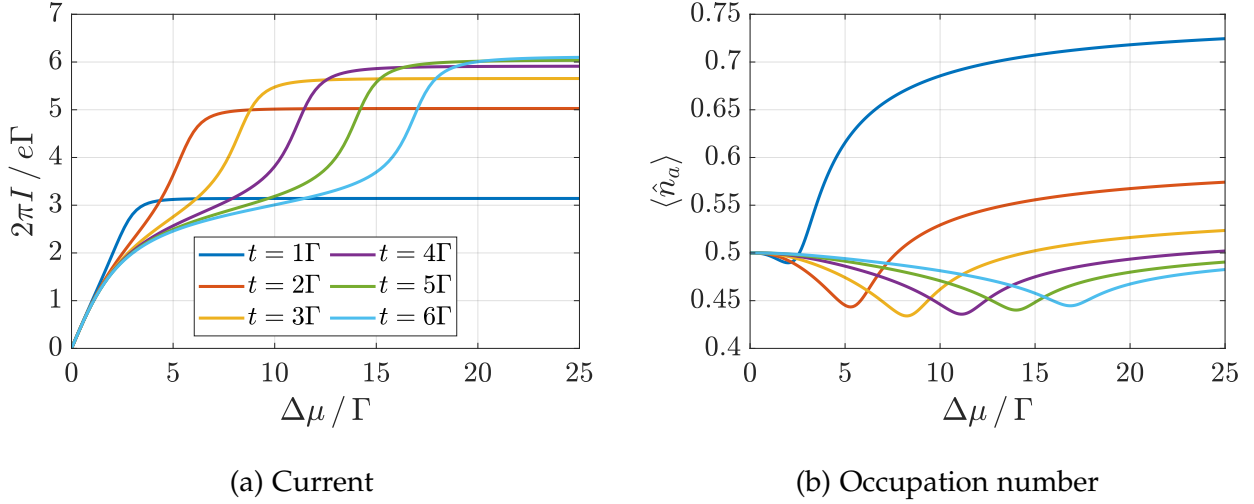 7
6
5
4
3
2
1
0
2πI / eΓ
t = 1Γ t = 4Γ
t = 2Γ t = 5Γ
t = 3Γ t = 6Γ
0 5 10 15 20 25
Δμ / Γ
(a) Current
0.75
0.7
0.65
0.6
0.55
0.5
0.45
0.4
⟨n̂ₐ⟩
0 5 10 15 20 25
Δμ / Γ
(b) Occupation number